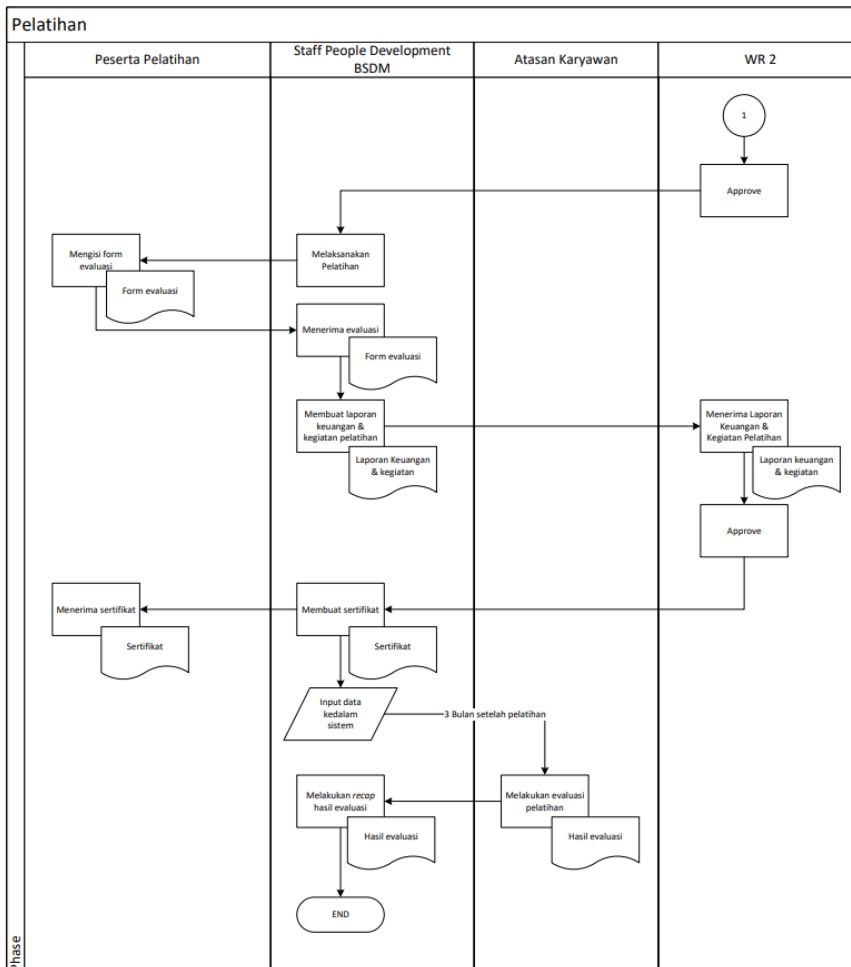 Pelatihan
Peserta Pelatihan
Staff People Development
BSDM
Atasan Karyawan
WR 2
1
Approve
Mengisi form
evaluasi
Form evaluasi
Melaksanakan
Pelatihan
Menerima evaluasi
Form evaluasi
Membuat laporan
keuangan &
kegiatan pelatihan
Laporan Keuangan
& kegiatan
Menerima Laporan
Keuangan &
Kegiatan Pelatihan
Laporan keuangan
& kegiatan
Approve
Menerima sertifikat
Sertifikat
Membuat sertifikat
Sertifikat
Input data
kedalam
sistem
3 Bulan setelah pelatihan
Melakukan recap
hasil evaluasi
Hasil evaluasi
Melakukan evaluasi
pelatihan
Hasil evaluasi
END
Phase